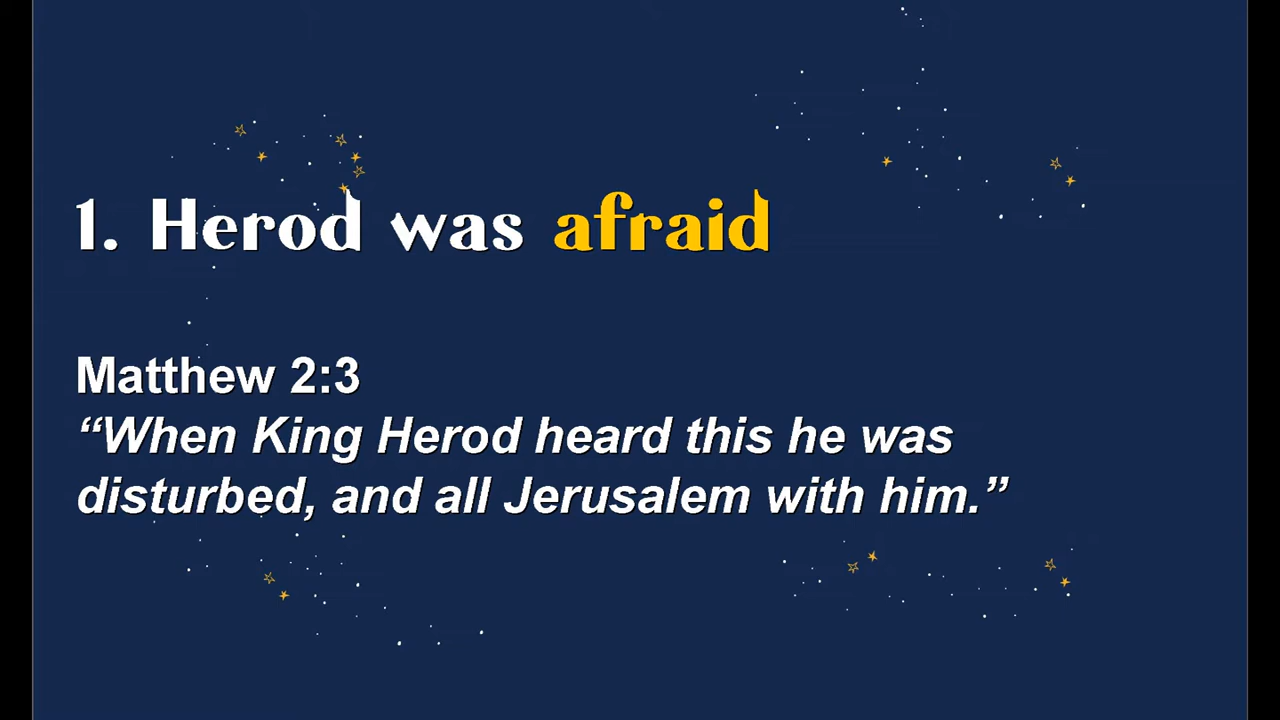 1. Herod was afraid
Matthew 2:3
“When King Herod heard this he was
disturbed, and all Jerusalem with him.”